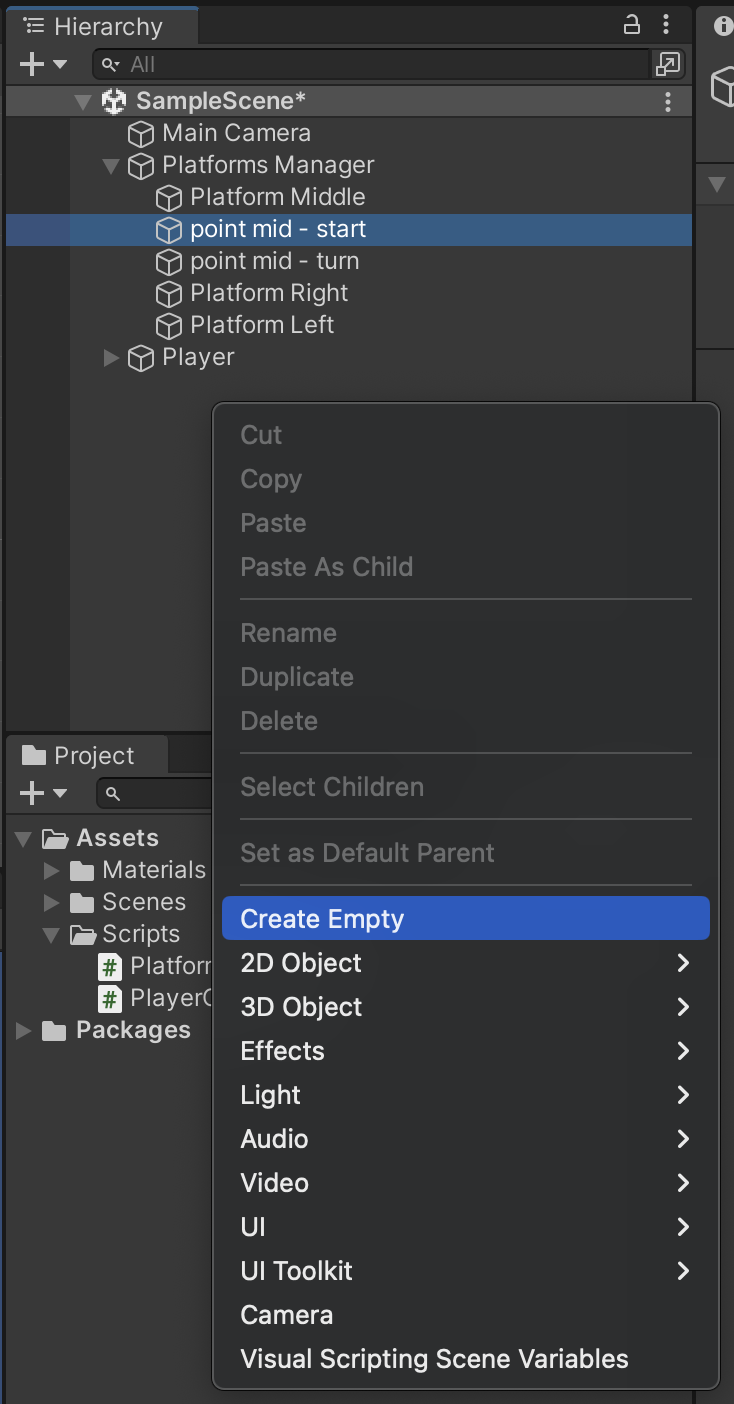 Hierarchy
All
SampleScene*
Main Camera
Platforms Manager
Platform Middle
point mid - start
point mid - turn
Platform Right
Platform Left
Player
Cut
Copy
Paste
Paste As Child
Rename
Duplicate
Delete
Select Children
Set as Default Parent
Create Empty
2D Object
3D Object
Effects
Light
Audio
Video
UI
UI Toolkit
Camera
Visual Scripting Scene Variables
Project
Assets
Materials
Scenes
Scripts
# Platfor
# PlayerC
Packages